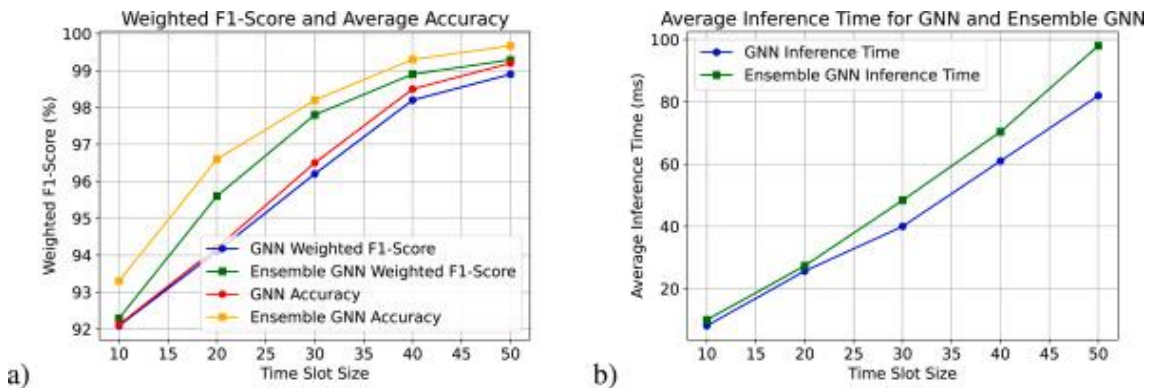 Weighted F1-Score and Average Accuracy
100
99
98
97
96
95
94
93
92
Weighted F1-Score (%)
GNN Weighted F1-Score
Ensemble GNN Weighted F1-Score
GNN Accuracy
Ensemble GNN Accuracy
10 15 20 25 30 35 40 45 50
Time Slot Size
a)
Average Inference Time for GNN and Ensemble GNN
100
80
60
40
20
Average Inference Time (ms)
GNN Inference Time
Ensemble GNN Inference Time
10 15 20 25 30 35 40 45 50
Time Slot Size
b)